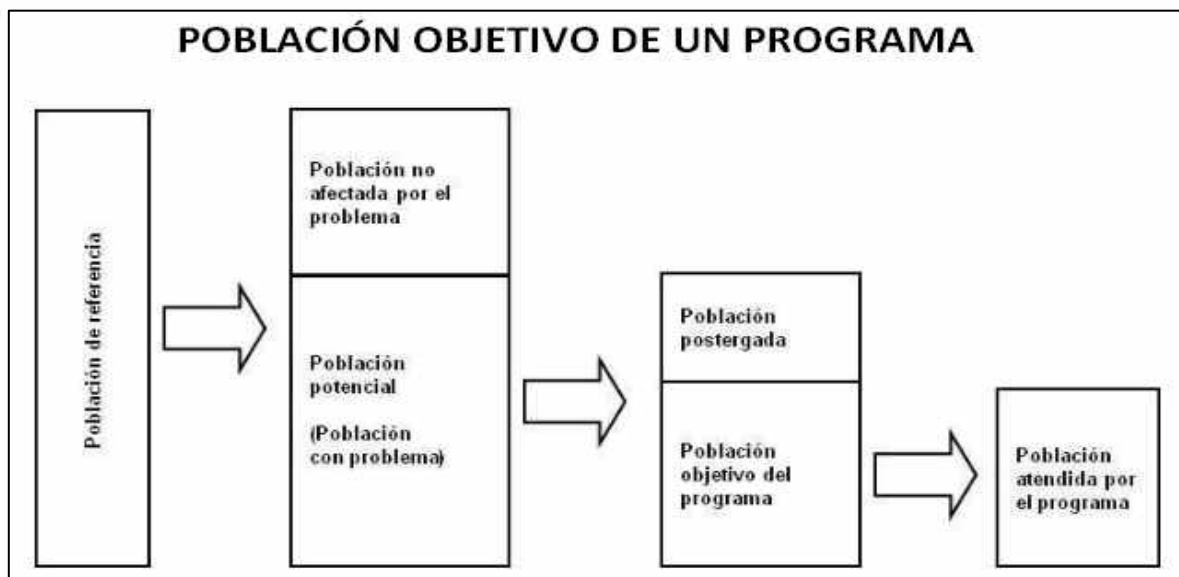 POBLACIÓN OBJETIVO DE UN PROGRAMA
Población de referencia
Población no
afectada por el
problema
Población
potencial
(Población
con problema)
Población
postergada
Población
objetivo del
programa
Población
atendida por
el programa